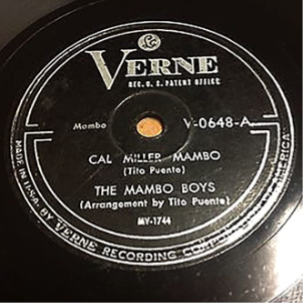 VERNE
REG. U. S. PATENT OFFICE
Mambo V-0648-A
CAL MILLER MAMBO
(Tito Puente)
THE MAMBO BOYS
(Arrangement by Tito Puente)
MV-1744
MADE IN U.S.A. BY VERNE RECORDING AMERICA